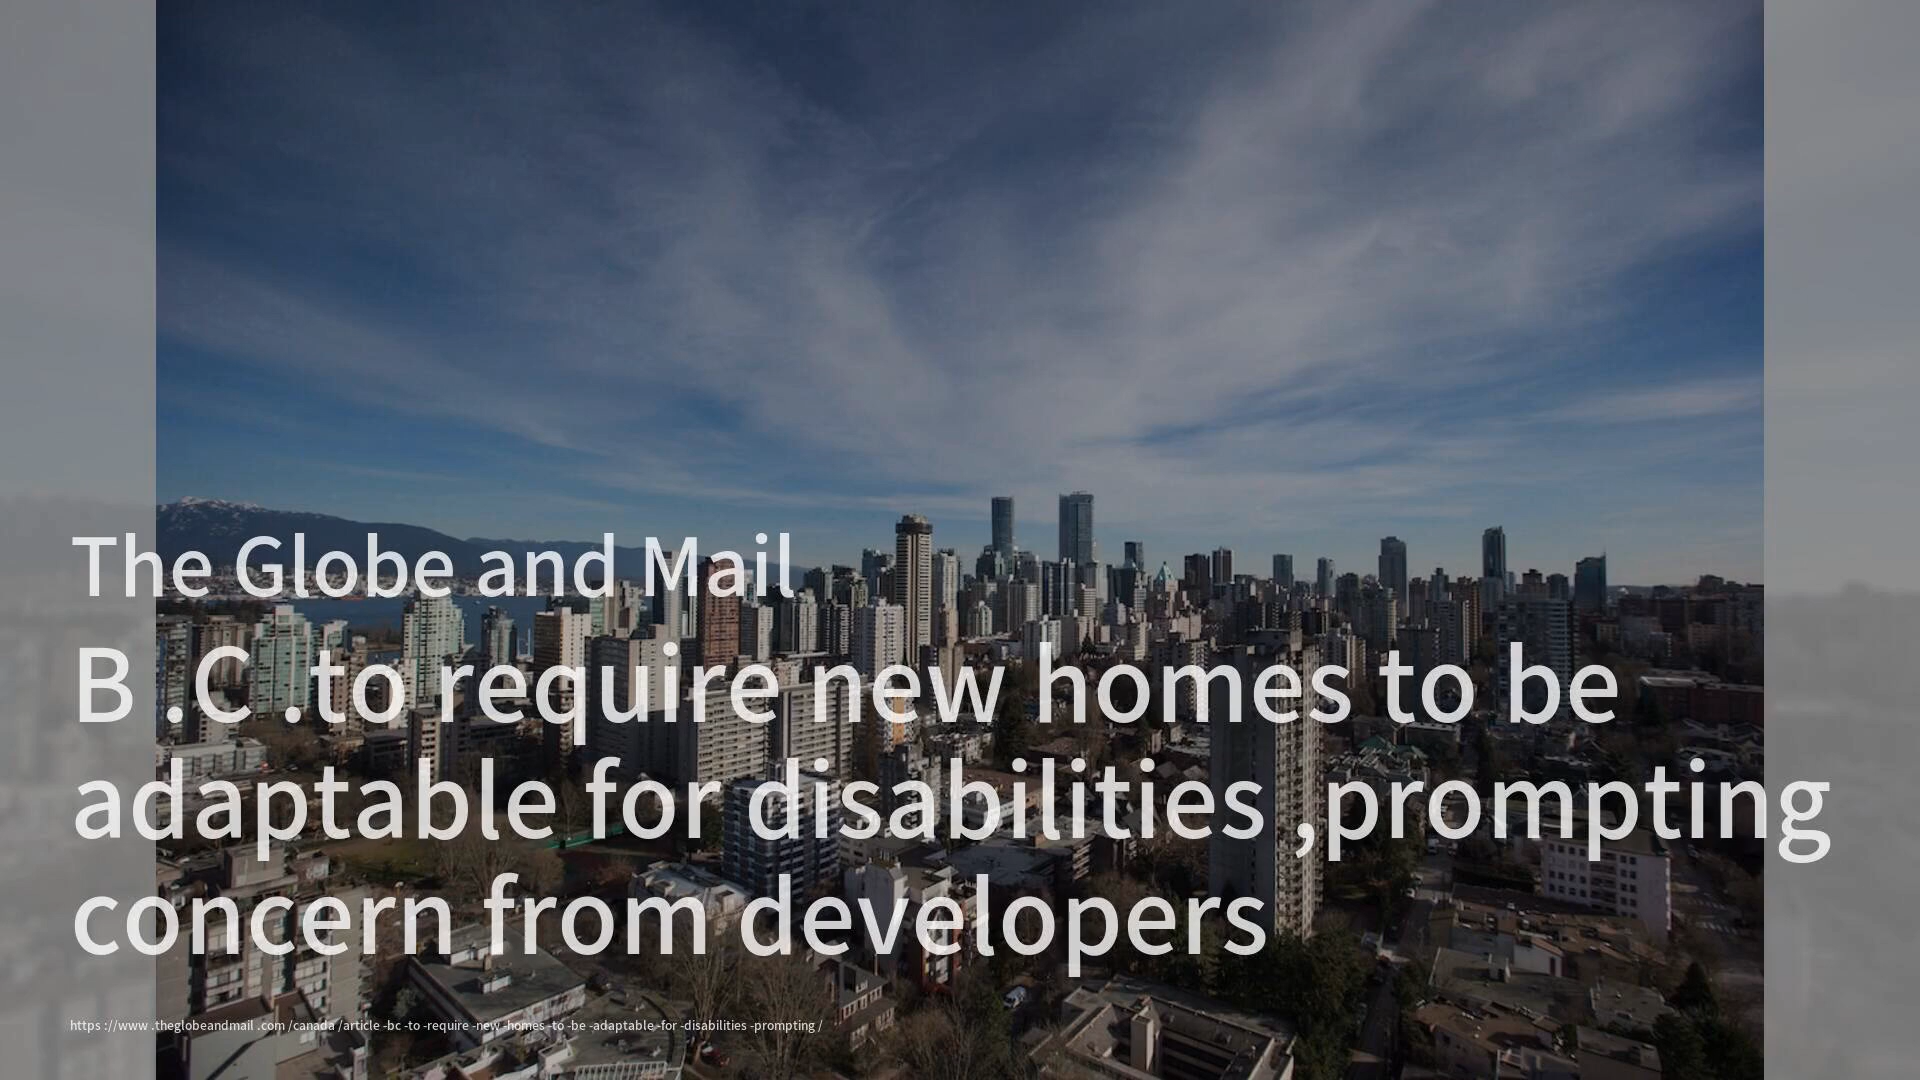 The Globe and Mail
B .C .to require new homes to be
adaptable for disabilities ,prompting
concern from developers
https ://www .theglobeandmail .com /canada /article -bc -to -require -new -homes -to -be -adaptable -for -disabilities -prompting /